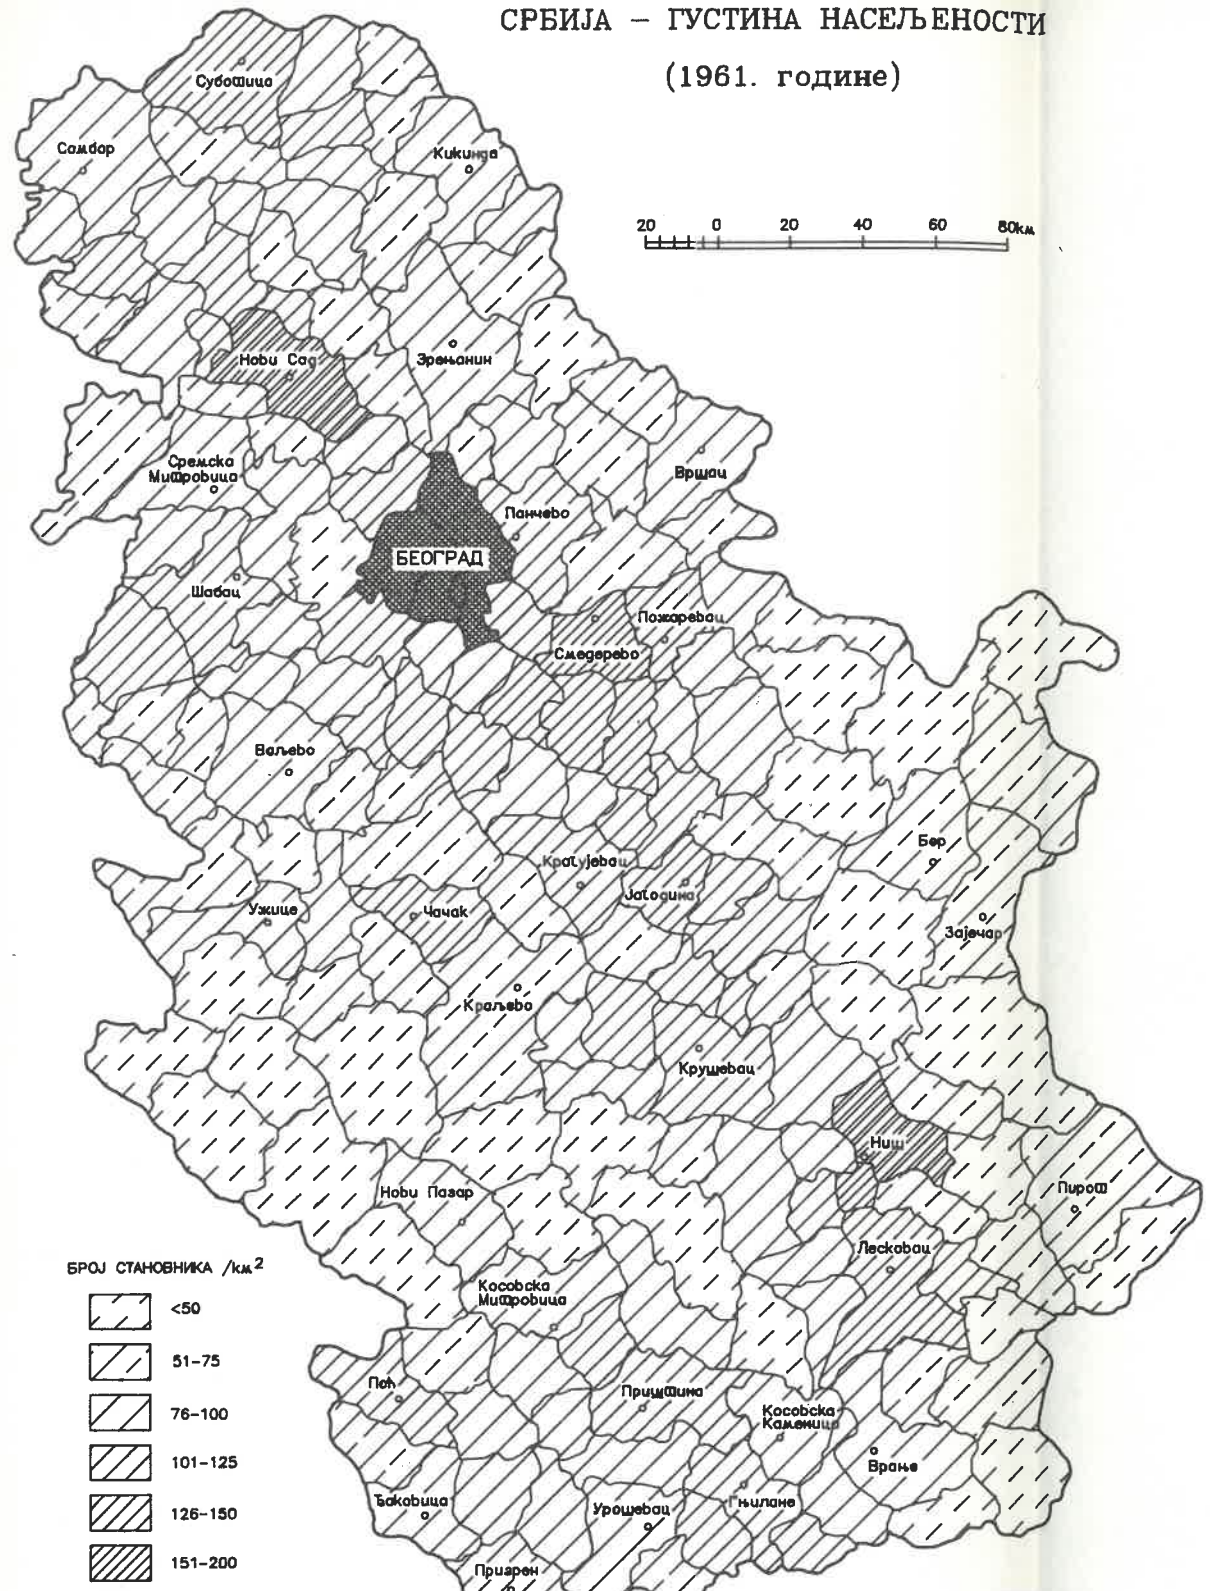 СРБИЈА – ГУСТИНА НАСЕЉЕНОСТИ
(1961. године)
Суботица
Сомбор
Кикинда
20 0 20 40 60 80км
Нови Сад
Зрењанин
Сремска
Митровица
Вршац
Панчево
БЕОГРАД
Шабац
Пожаревац
Смедерево
Ваљево
Бор
Крагујевац
Јагодина
Ужице
Чачак
Зајечар
Краљево
Крушевац
Ниш
Пирот
Нови Пазар
Лесковац
БРОЈ СТАНОВНИКА /км²
<50
51-75
76-100
101-125
126-150
151-200
Косовска
Митровица
Пећ
Приштина
Косовска
Каменица
Врање
Ђаковица
Урошевац
Гњилане
Призрен